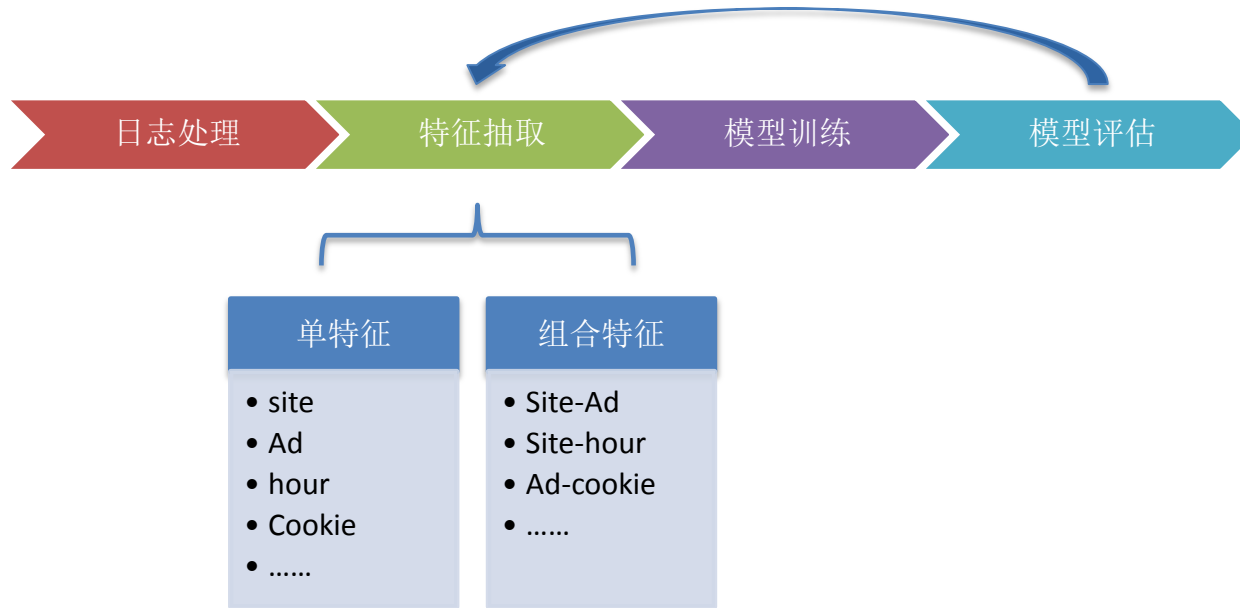 日志处理
特征抽取
模型训练
模型评估
单特征
• site
• Ad
• hour
• Cookie
• ……
组合特征
• Site-Ad
• Site-hour
• Ad-cookie
• ……